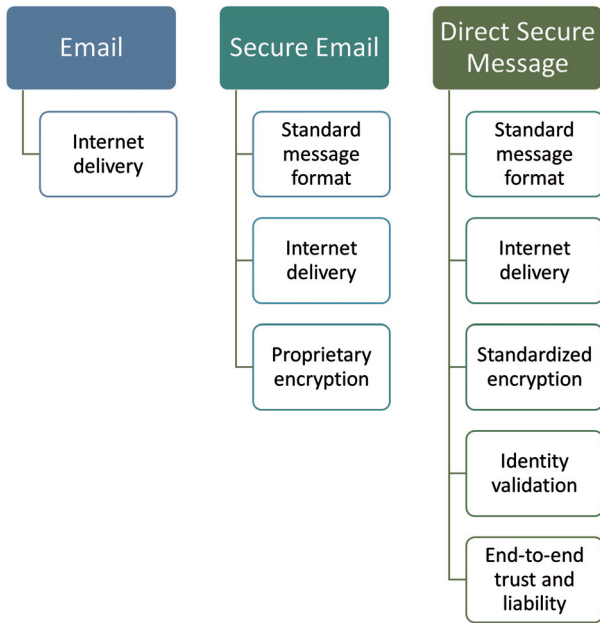 Email
Internet
delivery
Secure Email
Standard
message
format
Internet
delivery
Proprietary
encryption
Direct Secure
Message
Standard
message
format
Internet
delivery
Standardized
encryption
Identity
validation
End-to-end
trust and
liability